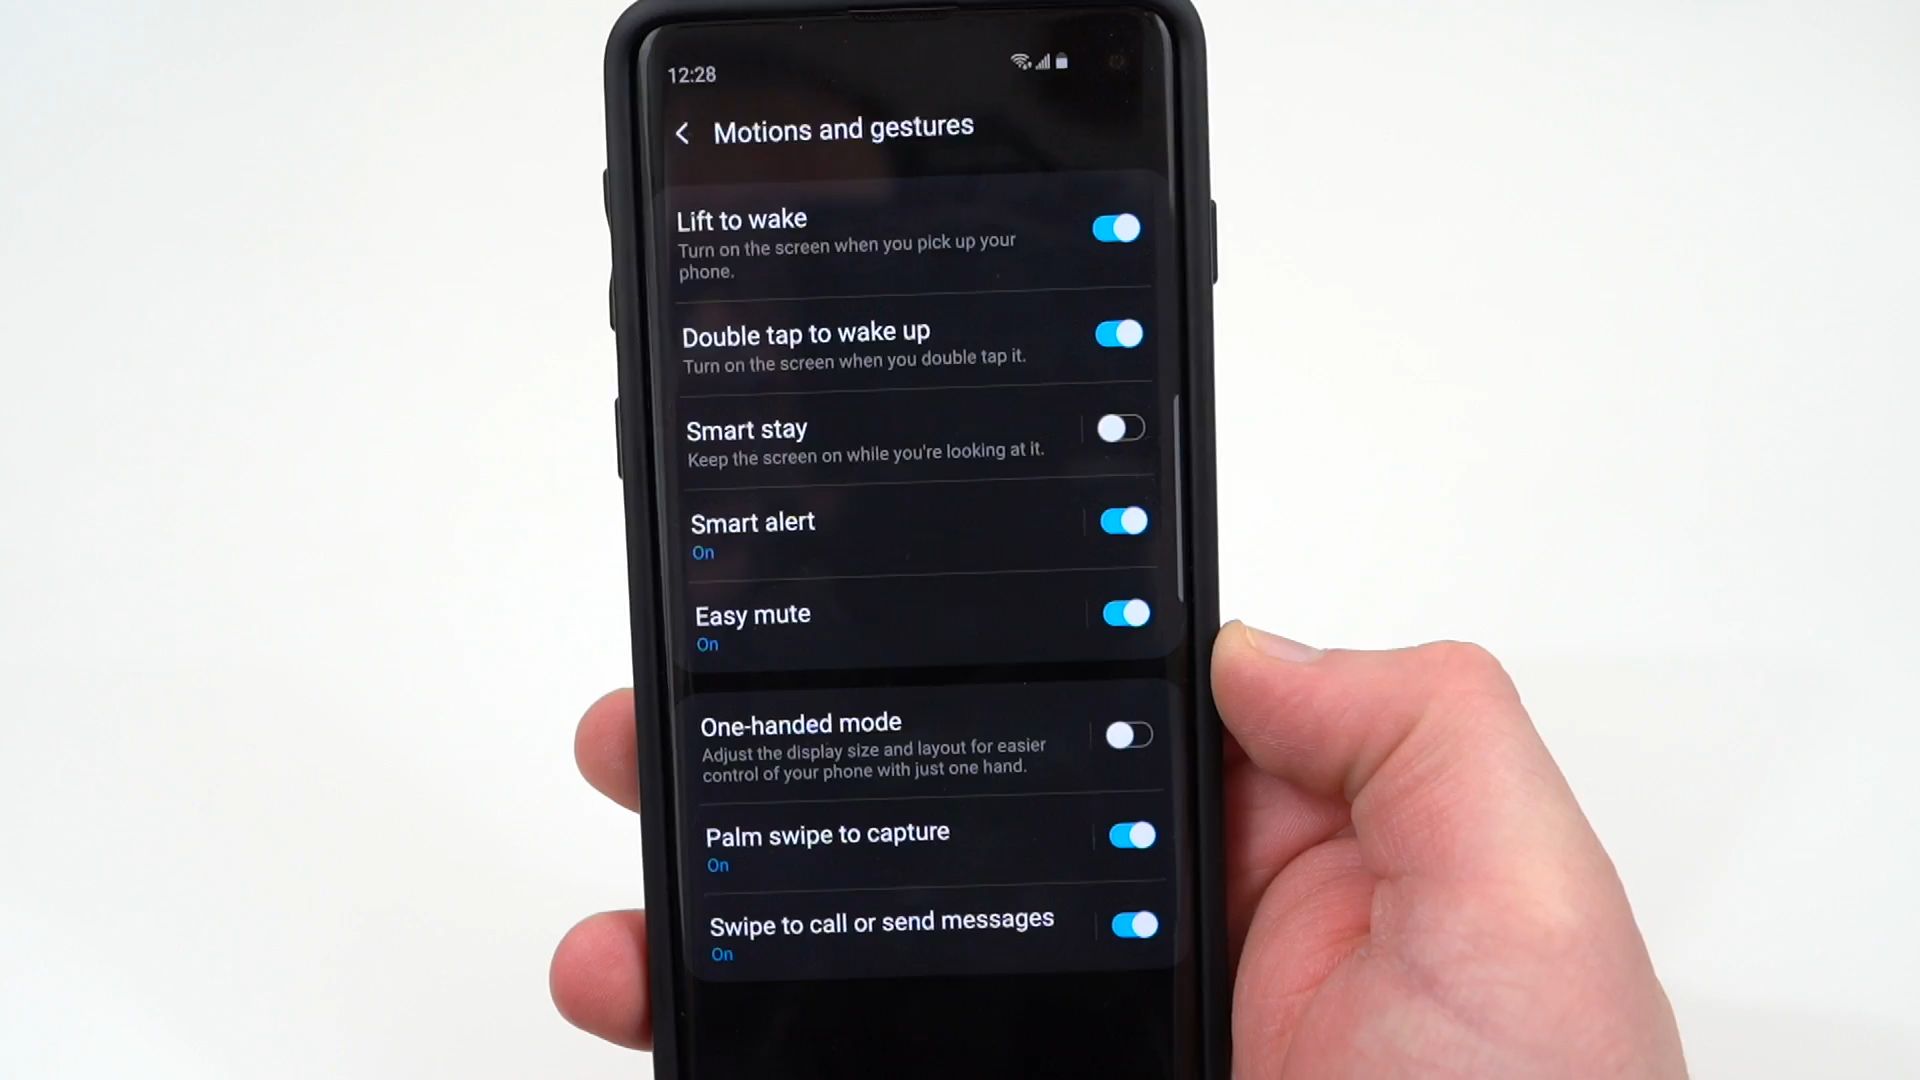 12:28
Motions and gestures
Lift to wake
Turn on the screen when you pick up your
phone.
Double tap to wake up
Turn on the screen when you double tap it.
Smart stay
Keep the screen on while you're looking at it.
Smart alert
On
Easy mute
On
One-handed mode
Adjust the display size and layout for easier
control of your phone with just one hand.
Palm swipe to capture
On
Swipe to call or send messages
On